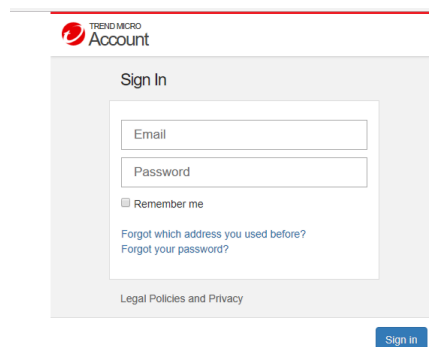 TREND MICRO
Account
Sign In
Email
Password
Remember me
Forgot which address you used before?
Forgot your password?
Legal Policies and Privacy
Sign in